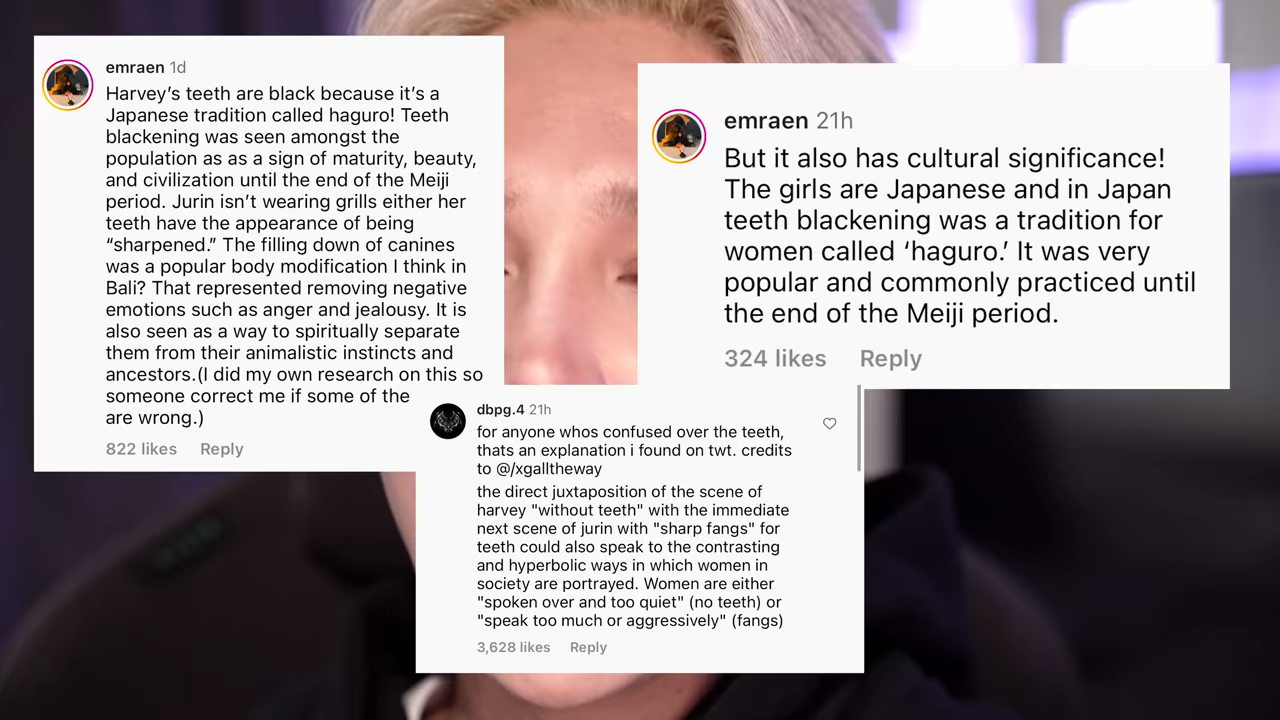 emraen 1d
Harvey’s teeth are black because it’s a
Japanese tradition called haguro! Teeth
blackening was seen amongst the
population as as a sign of maturity, beauty,
and civilization until the end of the Meiji
period. Jurin isn’t wearing grills either her
teeth have the appearance of being
“sharpened.” The filling down of canines
was a popular body modification I think in
Bali? That represented removing negative
emotions such as anger and jealousy. It is
also seen as a way to spiritually separate
them from their animalistic instincts and
ancestors.(I did my own research on this so
someone correct me if some of the
are wrong.)
822 likes Reply
emraen 21h
But it also has cultural significance!
The girls are Japanese and in Japan
teeth blackening was a tradition for
women called ‘haguro.’ It was very
popular and commonly practiced until
the end of the Meiji period.
324 likes Reply
dbpg.4 21h
for anyone whos confused over the teeth,
thats an explanation i found on twt. credits
to @/xgalltheway
the direct juxtaposition of the scene of
harvey "without teeth" with the immediate
next scene of jurin with "sharp fangs" for
teeth could also speak to the contrasting
and hyperbolic ways in which women in
society are portrayed. Women are either
"spoken over and too quiet" (no teeth) or
"speak too much or aggressively" (fangs)
3,628 likes Reply